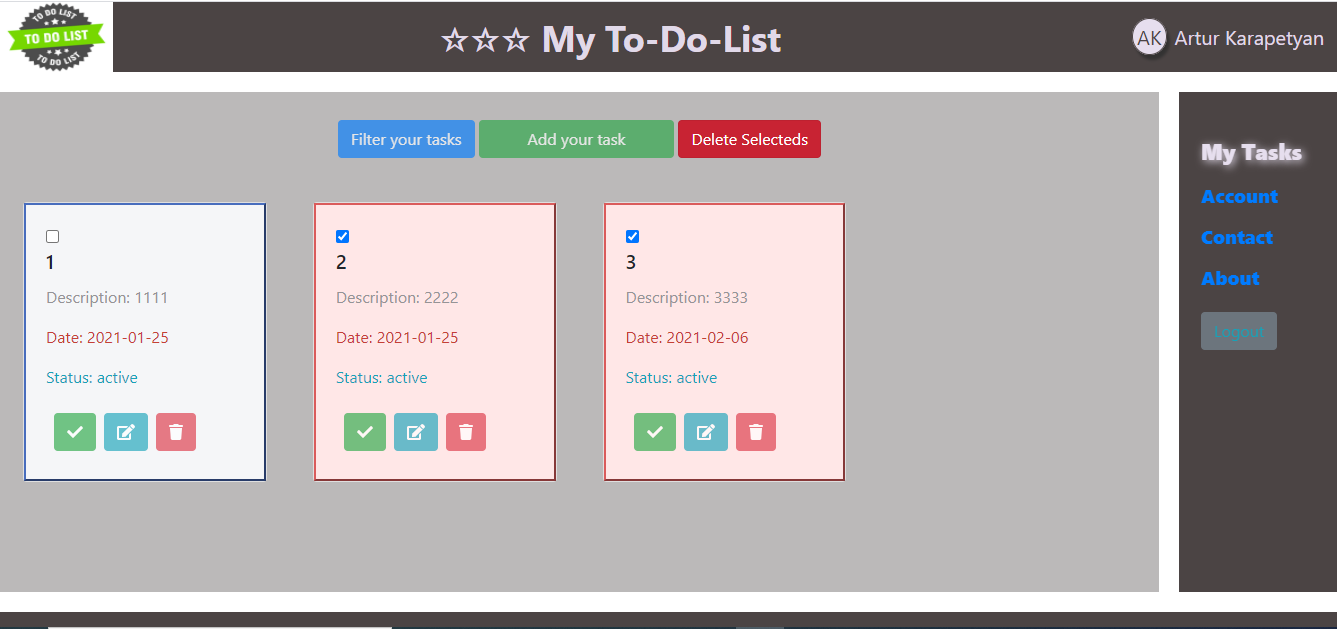 TO DO LIST
TO DO LIST
TO DO LIST
☆☆☆ My To-Do-List
AK Artur Karapetyan
Filter your tasks
Add your task
Delete Selecteds
1
Description: 1111
Date: 2021-01-25
Status: active
2
Description: 2222
Date: 2021-01-25
Status: active
3
Description: 3333
Date: 2021-02-06
Status: active
My Tasks
Account
Contact
About
Logout